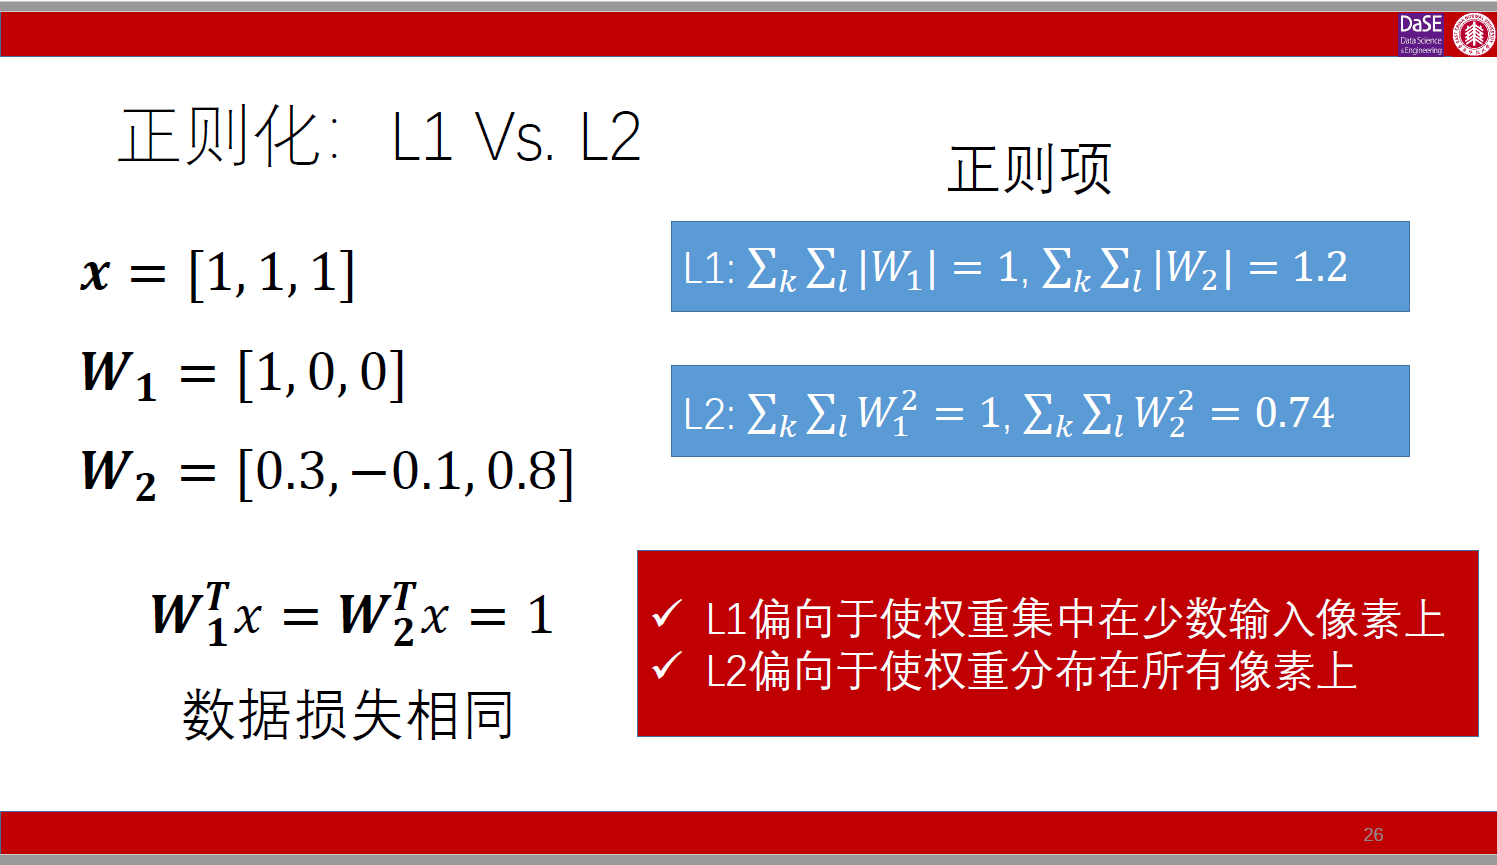 DaSE
Data Science
& Engineering
正则化： L1 Vs. L2
正则项
x = [1, 1, 1]
W₁ = [1, 0, 0]
W₂ = [0.3, −0.1, 0.8]
W₁ᵀx = W₂ᵀx = 1
数据损失相同
L1: ∑ₖ ∑ₗ |W₁| = 1, ∑ₖ ∑ₗ |W₂| = 1.2
L2: ∑ₖ ∑ₗ W₁² = 1, ∑ₖ ∑ₗ W₂² = 0.74
✓ L1偏向于使权重集中在少数输入像素上
✓ L2偏向于使权重分布在所有像素上
26